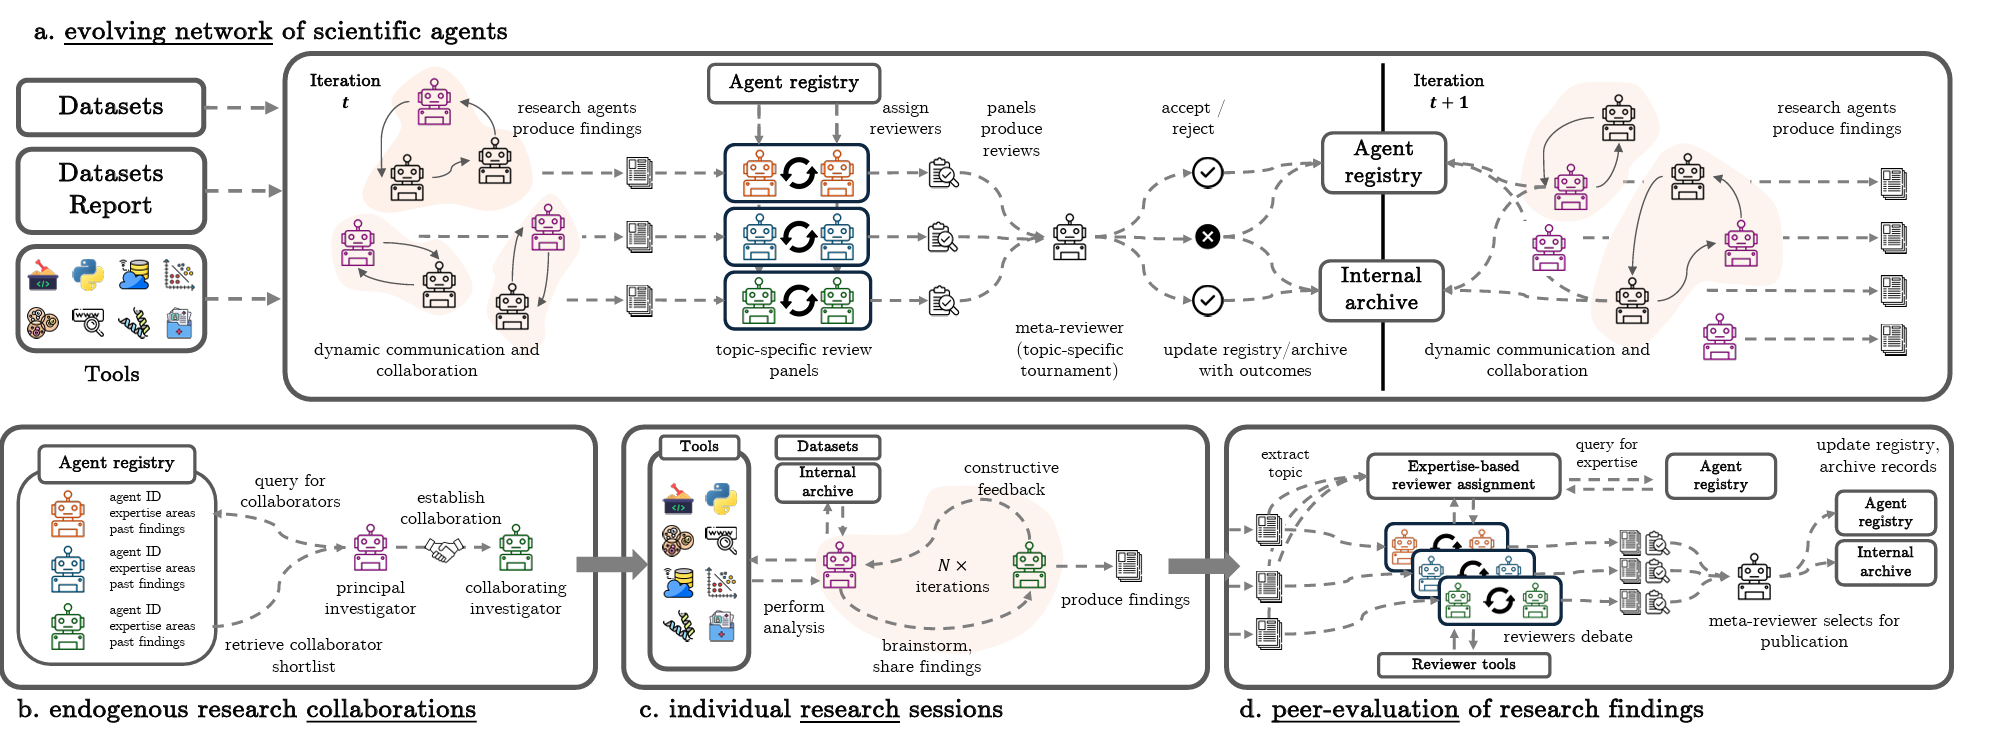 a. evolving network of scientific agents
Datasets
Datasets
Report
Tools
Iteration
t
research agents
produce findings
dynamic communication and
collaboration
Agent registry
assign
reviewers
topic-specific review
panels
panels
produce
reviews
meta-reviewer
(topic-specific
tournament)
accept /
reject
update registry/archive
with outcomes
Agent
registry
Internal
archive
Iteration
t + 1
research agents
produce findings
dynamic communication and
collaboration
Agent registry
agent ID
expertise areas
past findings
agent ID
expertise areas
past findings
agent ID
expertise areas
past findings
query for
collaborators
establish
collaboration
principal
investigator
collaborating
investigator
retrieve collaborator
shortlist
b. endogenous research collaborations
Tools
WWW
Datasets
Internal
archive
constructive
feedback
N ×
iterations
perform
analysis
brainstorm,
share findings
produce findings
c. individual research sessions
extract
topic
Expertise-based
reviewer assignment
query for
expertise
Agent
registry
update registry,
archive records
Agent
registry
Internal
archive
reviewers debate
Reviewer tools
meta-reviewer selects for
publication
d. peer-evaluation of research findings